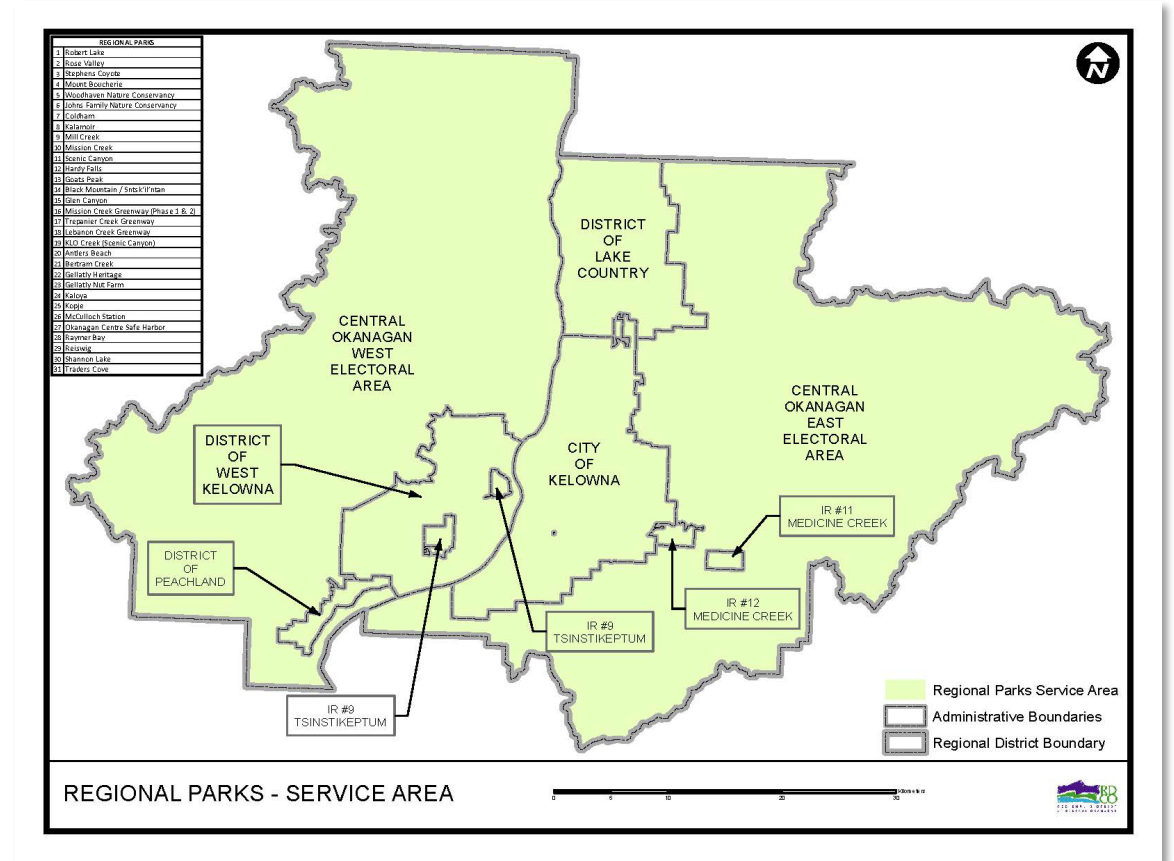 REGIONAL PARKS
1 Robert Lake
2 Rose Valley
3 Stephens Coyote
4 Mount Boucherie
5 Woodhaven Nature Conservancy
6 Johns Family Nature Conservancy
7 Coldham
8 Kalamoir
9 Mill Creek
10 Mission Creek
11 Scenic Canyon
12 Hardy Falls
13 Goats Peak
14 Black Mountain / Sntsk'il'ntan
15 Glen Canyon
16 Mission Creek Greenway (Phase 1 & 2)
17 Trepanier Creek Greenway
18 Lebanon Creek Greenway
19 KLO Creek (Scenic Canyon)
20 Antlers Beach
21 Bertram Creek
22 Gellatly Heritage
23 Gellatly Nut Farm
24 Kaloya
25 Kopje
26 McCulloch Station
27 Okanagan Centre Safe Harbor
28 Raymer Bay
29 Reiswig
30 Shannon Lake
31 Traders Cove
N
DISTRICT
OF
LAKE
COUNTRY
CENTRAL
OKANAGAN
WEST
ELECTORAL
AREA
CENTRAL
OKANAGAN
EAST
ELECTORAL
AREA
DISTRICT
OF
WEST
KELOWNA
CITY
OF
KELOWNA
IR #11
MEDICINE CREEK
DISTRICT
OF
PEACHLAND
IR #12
MEDICINE CREEK
IR #9
TSINSTIKEPTUM
IR #9
TSINSTIKEPTUM
Regional Parks Service Area
Administrative Boundaries
Regional District Boundary
REGIONAL PARKS - SERVICE AREA
0 5 10 20 30
Kilometers
RD
CO